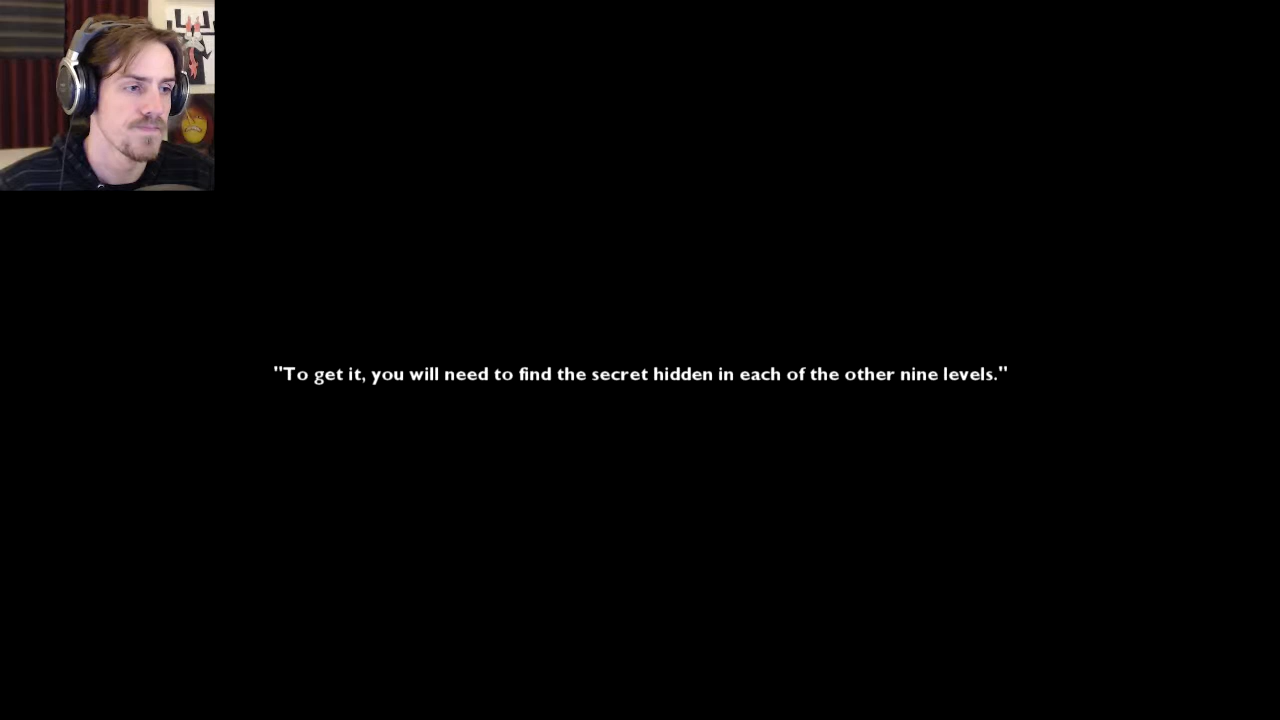 "To get it, you will need to find the secret hidden in each of the other nine levels."